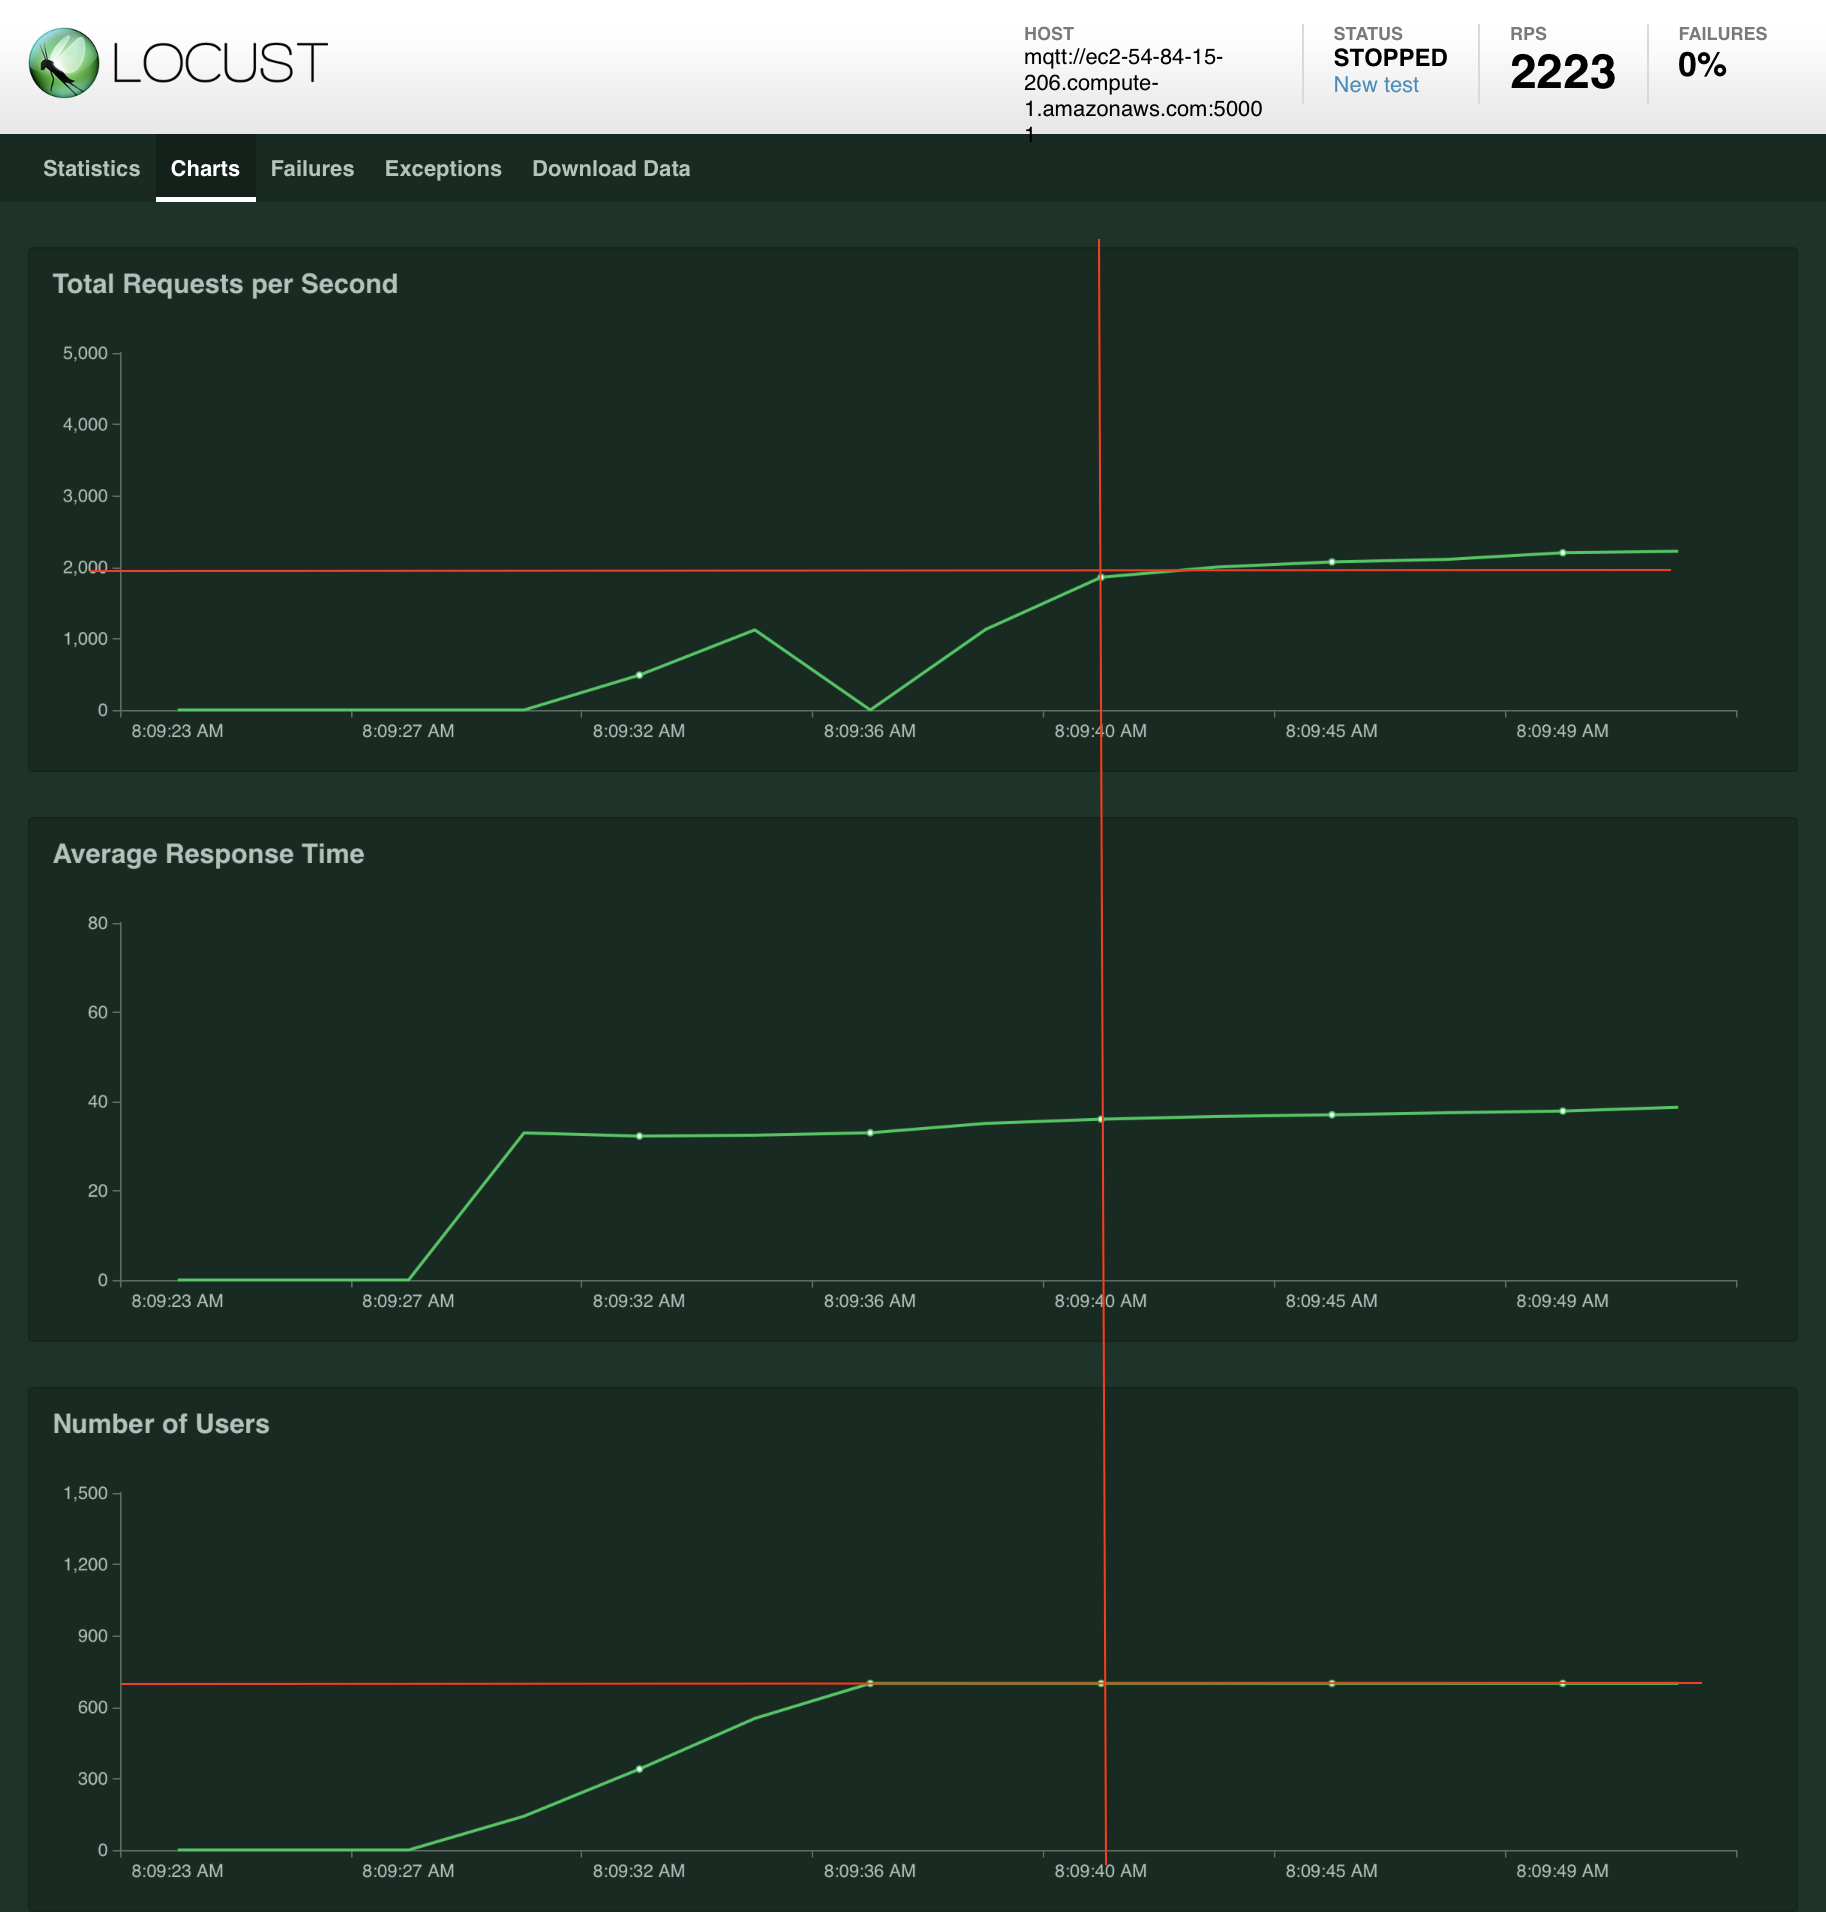 LOCUST
HOST
mqtt://ec2-54-84-15-
206.compute-
1.amazonaws.com:5000
1
STATUS
STOPPED
New test
RPS
2223
FAILURES
0%
Statistics Charts Failures Exceptions Download Data
Total Requests per Second
5,000
4,000
3,000
2,000
1,000
0
8:09:23 AM 8:09:27 AM 8:09:32 AM 8:09:36 AM 8:09:40 AM 8:09:45 AM 8:09:49 AM
Average Response Time
80
60
40
20
0
8:09:23 AM 8:09:27 AM 8:09:32 AM 8:09:36 AM 8:09:40 AM 8:09:45 AM 8:09:49 AM
Number of Users
1,500
1,200
900
600
300
0
8:09:23 AM 8:09:27 AM 8:09:32 AM 8:09:36 AM 8:09:40 AM 8:09:45 AM 8:09:49 AM